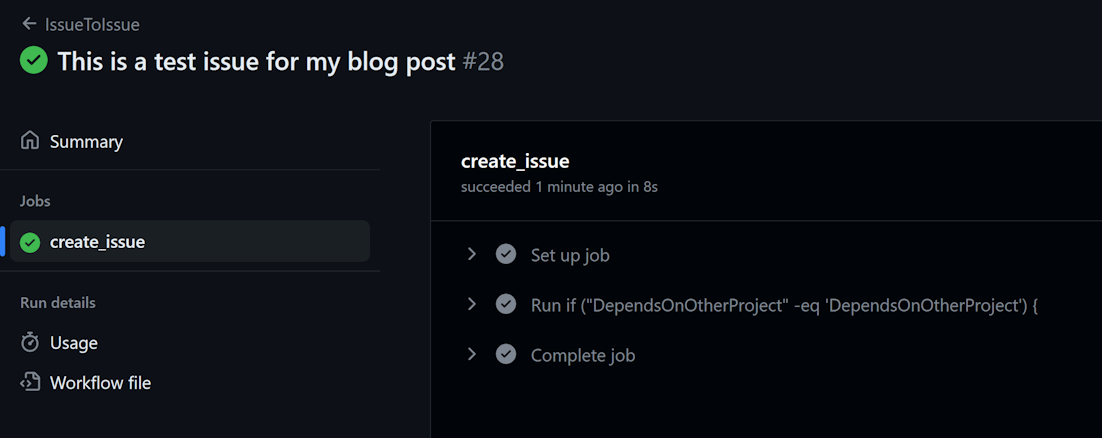 IssueToIssue
This is a test issue for my blog post #28
Summary
Jobs
create_issue
Run details
Usage
Workflow file
create_issue
succeeded 1 minute ago in 8s
Set up job
Run if ("DependsOnOtherProject" -eq 'DependsOnOtherProject') {
Complete job